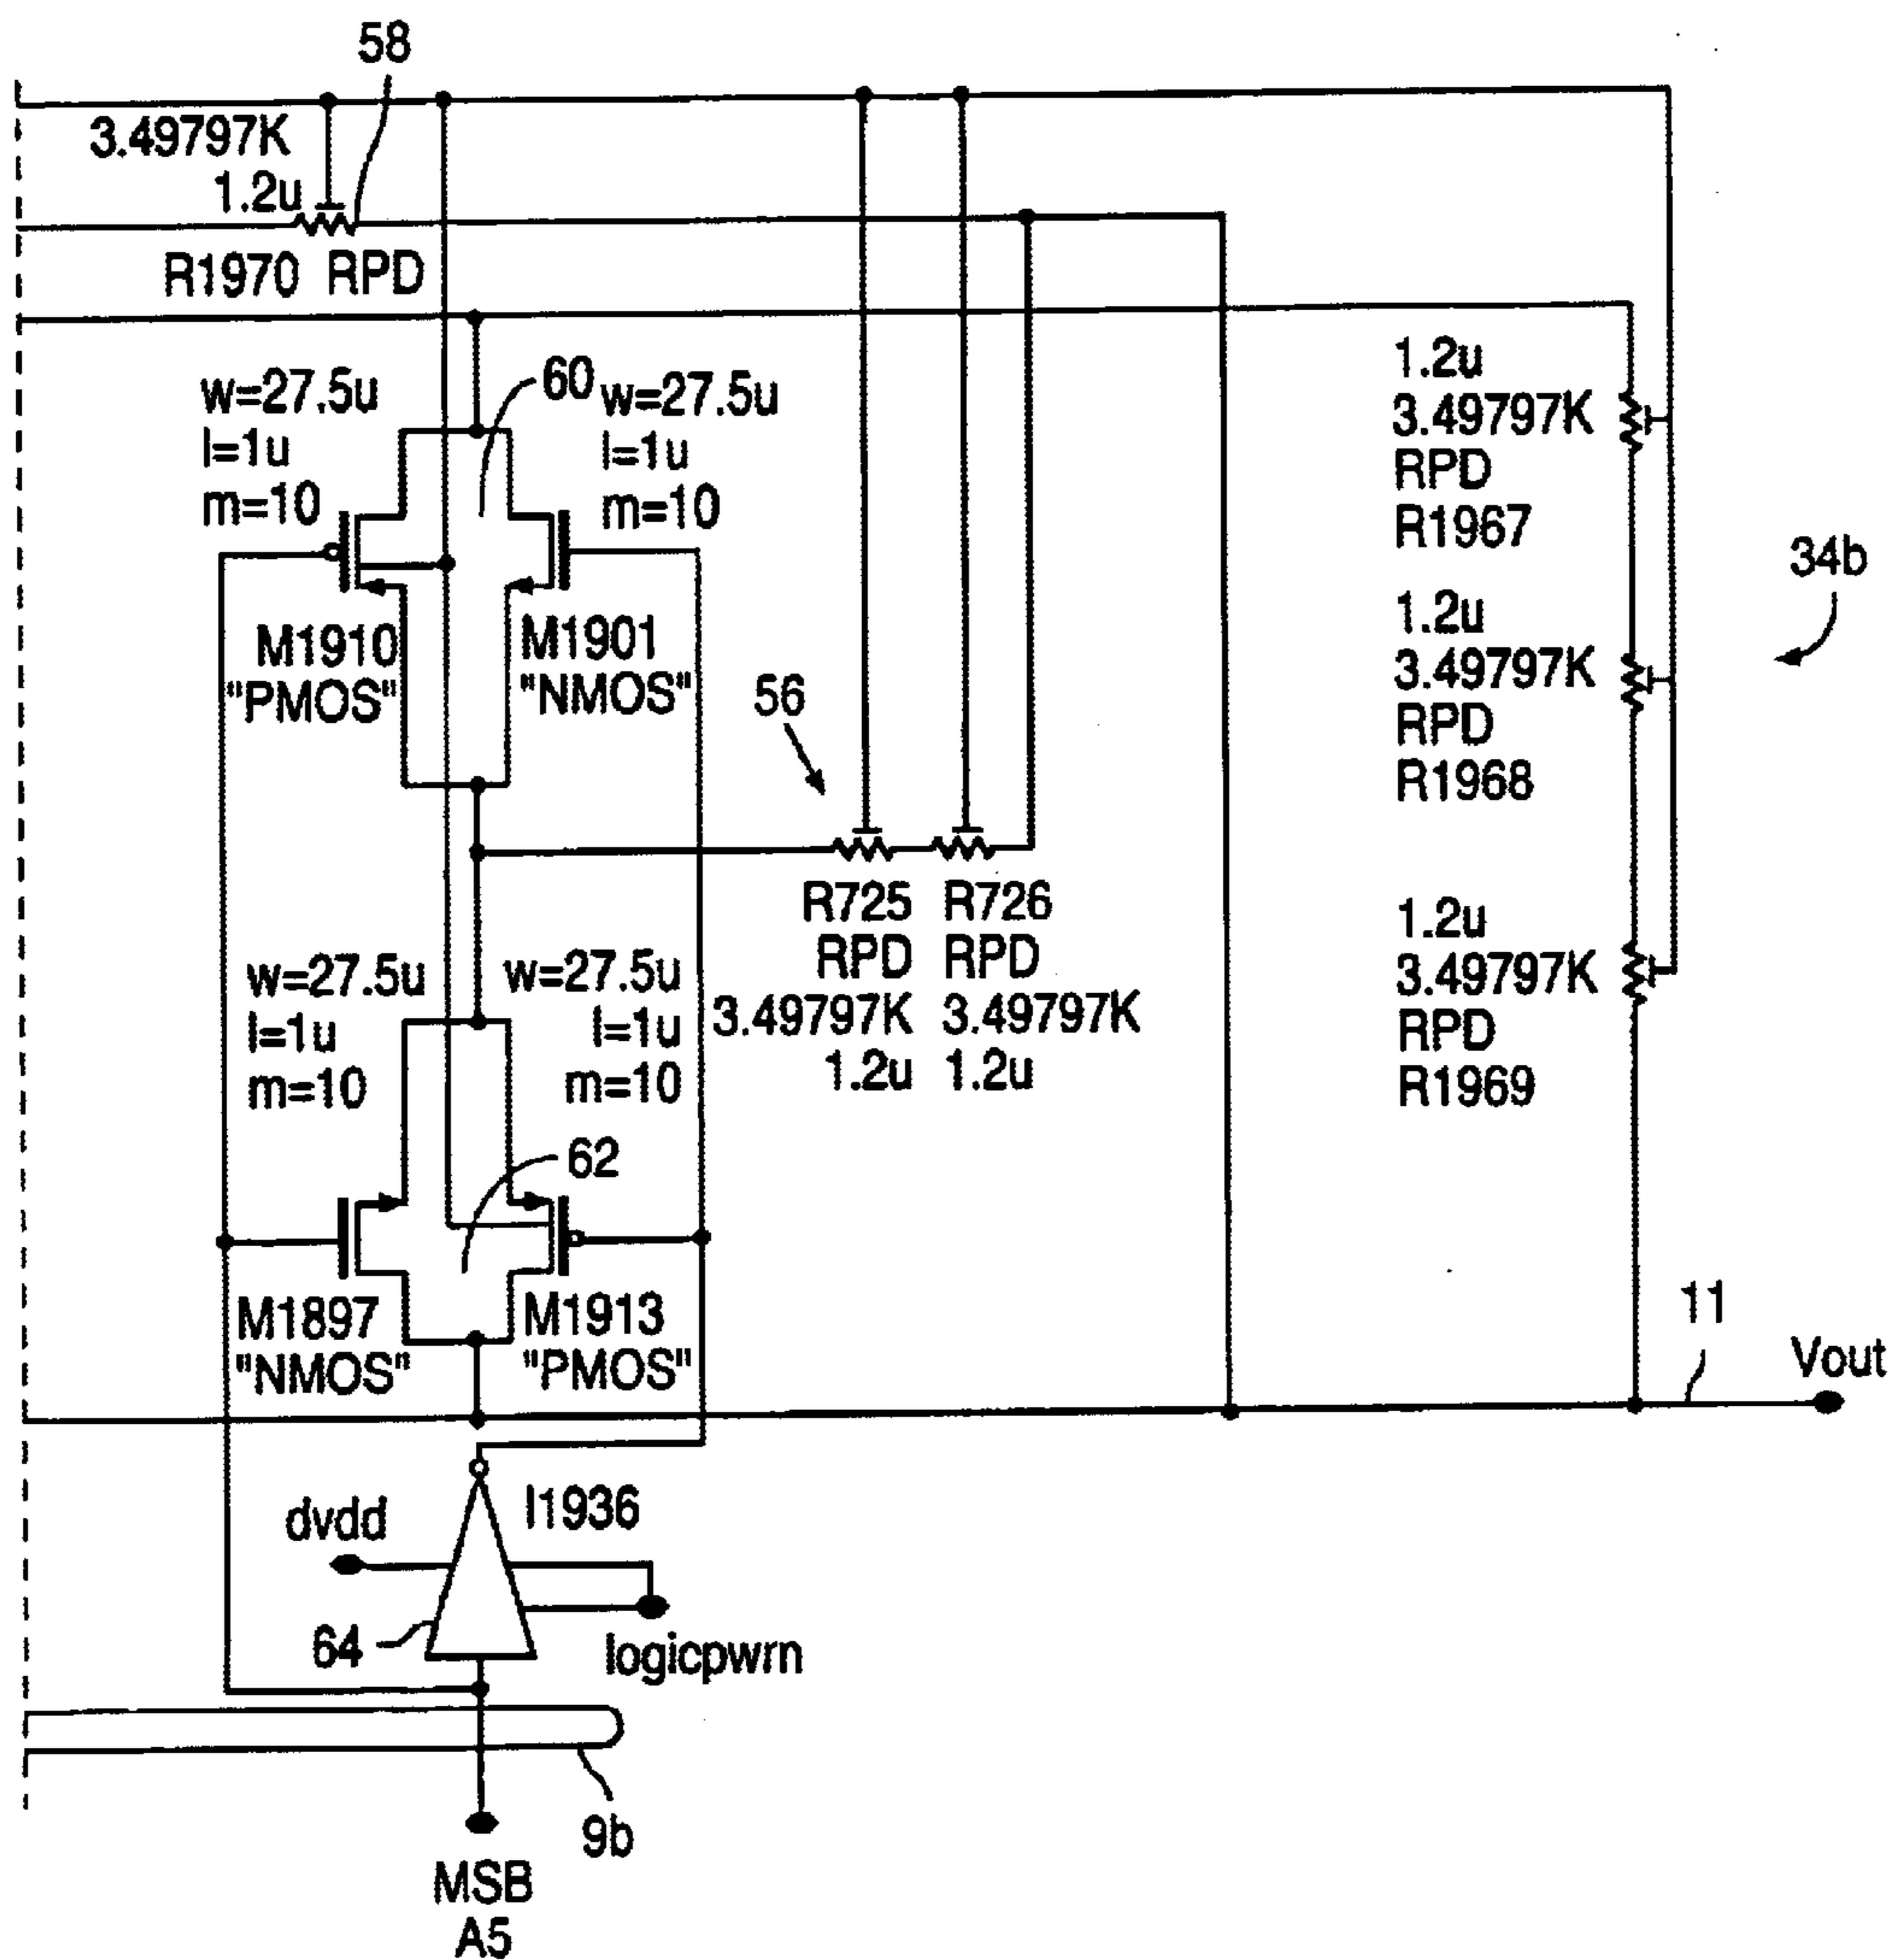 58
3.49797K
1.2u
R1970 RPD
w=27.5u
l=1u
m=10
60
w=27.5u
l=1u
m=10
M1910
"PMOS"
M1901
"NMOS"
56
1.2u
3.49797K
RPD
R1967
34b
1.2u
3.49797K
RPD
R1968
R725
RPD
3.49797K
1.2u
R726
RPD
3.49797K
1.2u
1.2u
3.49797K
RPD
R1969
w=27.5u
l=1u
m=10
w=27.5u
l=1u
m=10
62
M1897
"NMOS"
M1913
"PMOS"
11
Vout
dvdd
I1936
64
logicpwrn
9b
MSB
A5